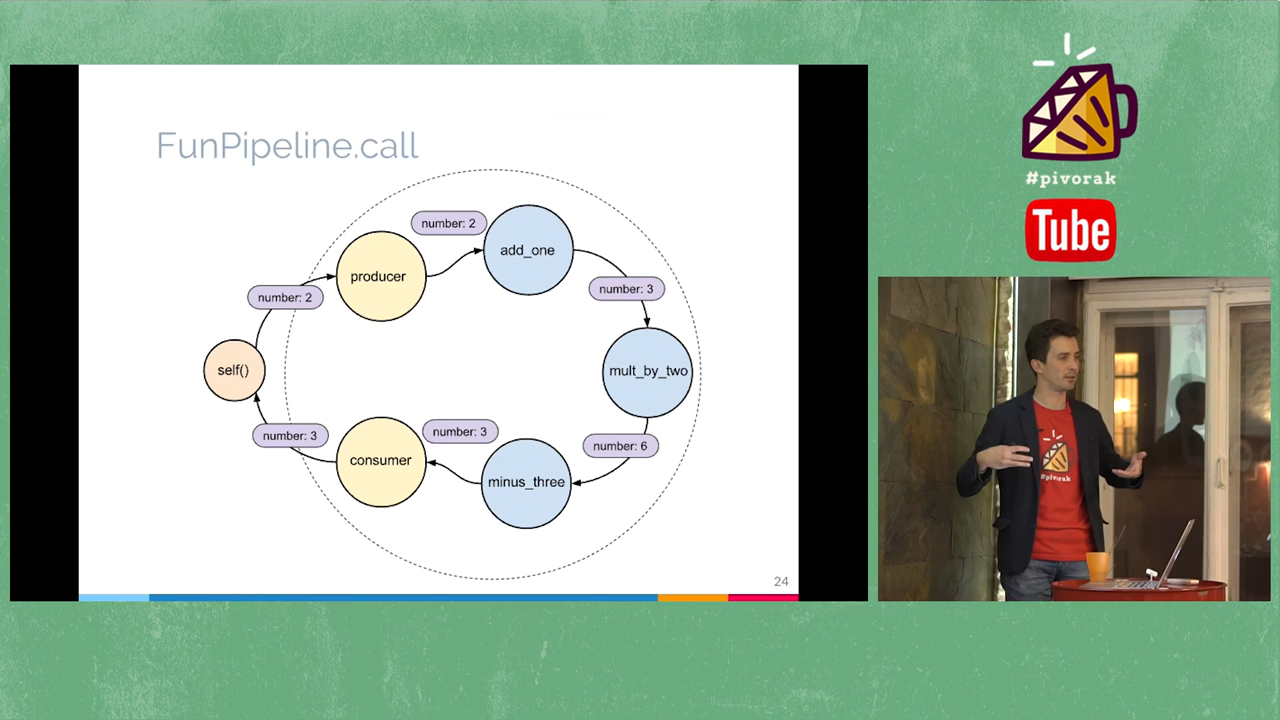 FunPipeline.call
number: 2
add_one
producer
number: 2
number: 3
self()
mult_by_two
number: 3
consumer
number: 3
number: 6
minus_three
24
#pivorak
Tube
#pivorak